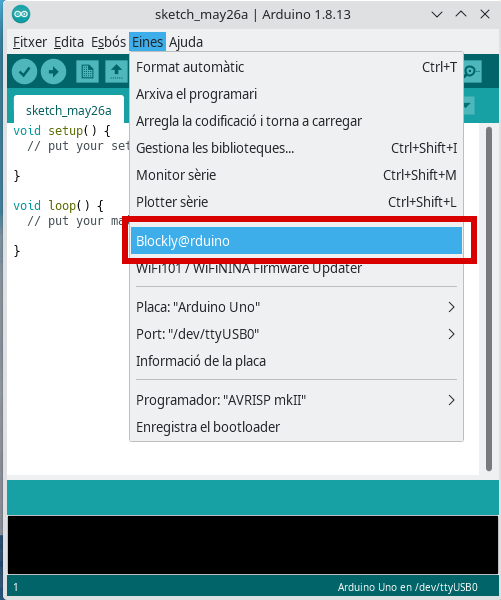 sketch_may26a | Arduino 1.8.13
Fitxer Edita Esbós Eines Ajuda
sketch_may26a
void setup() {
// put your set
}
void loop() {
// put your ma
}
Format automàtic Ctrl+T
Arxiva el programari
Arregla la codificació i torna a carregar
Gestiona les biblioteques... Ctrl+Shift+I
Monitor sèrie Ctrl+Shift+M
Plotter sèrie Ctrl+Shift+L
Blockly@rduino
WiFi101 / WiFiNINA Firmware Updater
Placa: "Arduino Uno"
Port: "/dev/ttyUSB0"
Informació de la placa
Programador: "AVRISP mkII"
Enregistra el bootloader
1 Arduino Uno en /dev/ttyUSB0